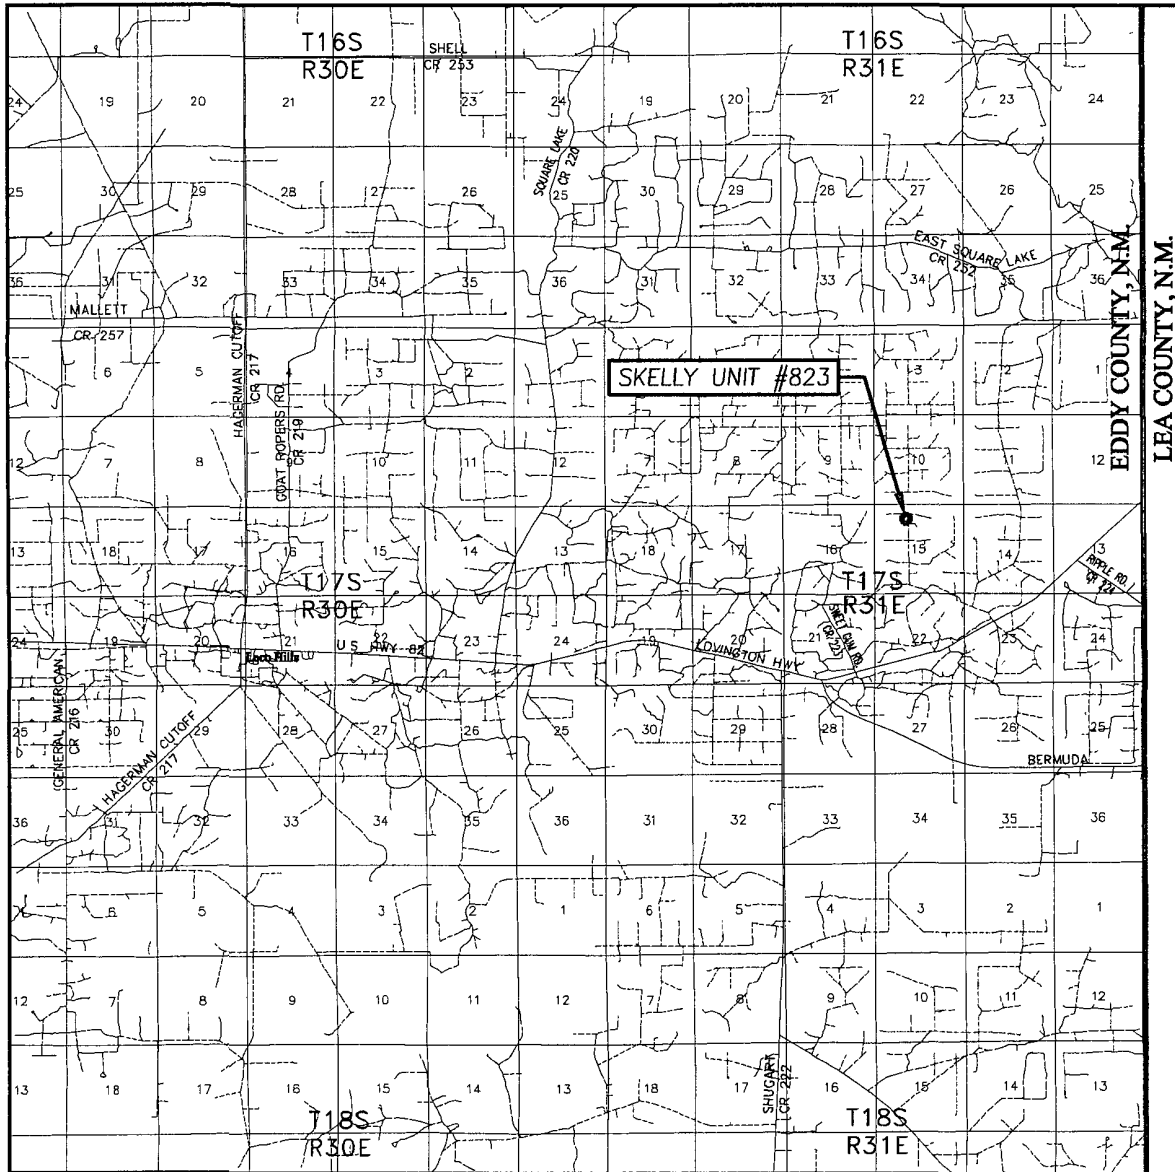 T16S
R30E
SHELL
CR 253
T16S
R31E
24 19 20 21 22 23 24 19 20 21 22 23 24
SQUARE LAKE
CR 220
25 30 29 28 27 26 25 30 29 28 27 26 25
EAST SQUARE LAKE
CR 252
36 31 32 33 34 35 36 31 32 33 34 35 36
MALLETT
CR 257
HAGERMAN CUTOFF
CR 217
GOAT ROPERS RD.
CR 219
6 5 4 3 2 3 2 1
SKELLY UNIT #823
EDDY COUNTY, N.M.
LEA COUNTY, N.M.
12 7 8 9 10 11 12 7 8 9 10 11 12
13 18 17 16 15 14 13 18 17 16 15 14 13
RIPPLE RD.
CR 224
T17S
R30E
T17S
R31E
24 19 20 21 22 23 24 19 20 21 22 23 24
US HWY 82
LOVINGTON HWY
Loco Hills
GENERAL AMERICAN
CR 216
25 30 29 28 27 26 25 30 29 28 27 26 25
HAGERMAN CUTOFF
CR 217
BERMUDA
36 31 32 33 34 35 36 31 32 33 34 35 36
6 5 4 3 2 1 6 5 4 3 2 1
12 7 8 9 10 11 12 7 8 9 10 11 12
13 18 17 16 15 14 13 18 17 16 15 14 13
SHUGART
CR 222
T18S
R30E
T18S
R31E